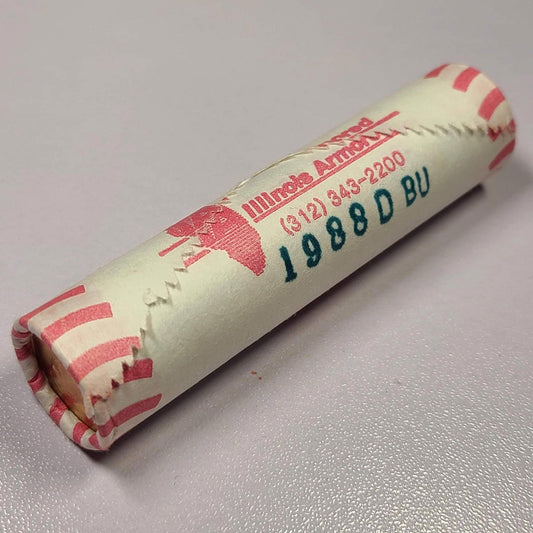 Illinois Armored
(312) 343-2200
1988 D BU